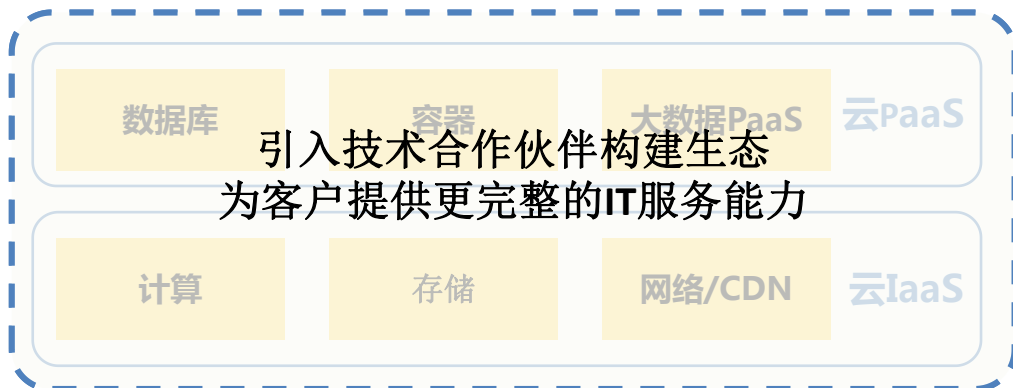 数据库 容器 大数据PaaS 云PaaS
引入技术合作伙伴构建生态
为客户提供更完整的IT服务能力
计算 存储 网络/CDN 云IaaS